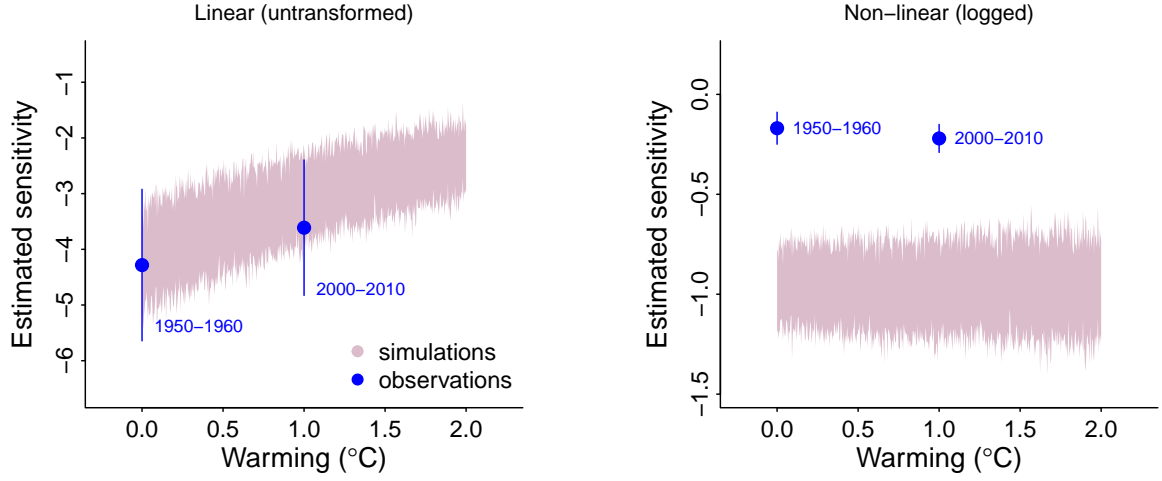 Linear (untransformed)
Estimated sensitivity
−1
−2
−3
−4
−5
−6
1950−1960
2000−2010
simulations
observations
0.0 0.5 1.0 1.5 2.0
Warming (°C)
Non−linear (logged)
Estimated sensitivity
0.0
−0.5
−1.0
−1.5
1950−1960
2000−2010
0.0 0.5 1.0 1.5 2.0
Warming (°C)